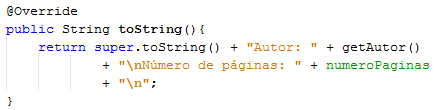 @Override
public String toString(){
    return super.toString() + "Autor: " + getAutor()
            + "\nNúmero de páginas: " + numeroPaginas
            + "\n";
}